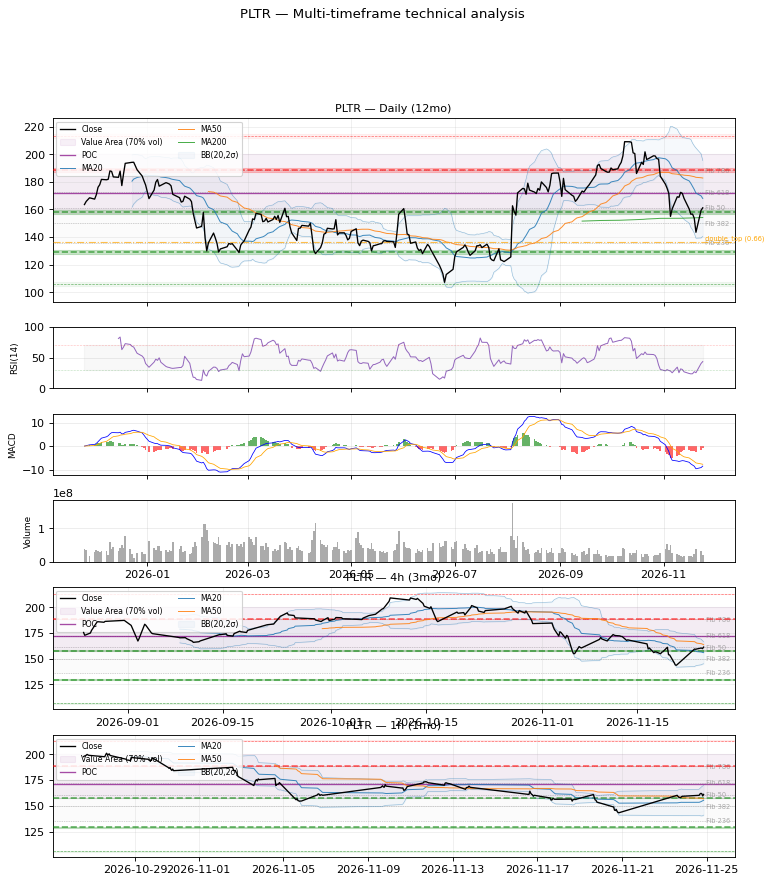 PLTR — Multi-timeframe technical analysis
PLTR — Daily (12mo)
Close
Value Area (70% vol)
POC
MA20
MA50
MA200
BB(20,2σ)
220
200
180
160
140
120
100
Fib 618
Fib 50
Fib 382
double_top (0.66)
100
50
0
RSI(14)
10
0
−10
MACD
1e8
1
0
Volume
2026-01
2026-03
2026-05
2026-07
2026-09
2026-11
PLTR — 4h (3mo)
Close
Value Area (70% vol)
POC
MA20
MA50
BB(20,2σ)
200
175
150
125
Fib 618
Fib 50
Fib 382
Fib 236
2026-09-01
2026-09-15
2026-10-01
2026-10-15
2026-11-01
2026-11-15
PLTR — 1h (1mo)
Close
Value Area (70% vol)
POC
MA20
MA50
BB(20,2σ)
200
175
150
125
Fib 618
Fib 50
Fib 382
Fib 236
2026-10-29
2026-11-01
2026-11-05
2026-11-09
2026-11-13
2026-11-17
2026-11-21
2026-11-25